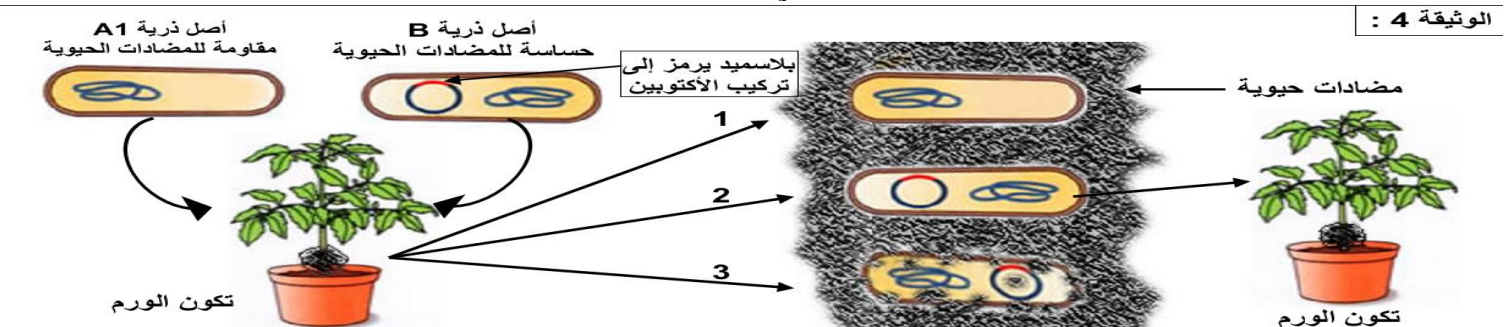 الوثيقة 4 :
أصل ذرية A1
مقاومة للمضادات الحيوية
أصل ذرية B
حساسة للمضادات الحيوية
بلاسميد يرمز إلى
تركيب الأكتوبين
مضادات حيوية
1
2
3
تكون الورم
تكون الورم